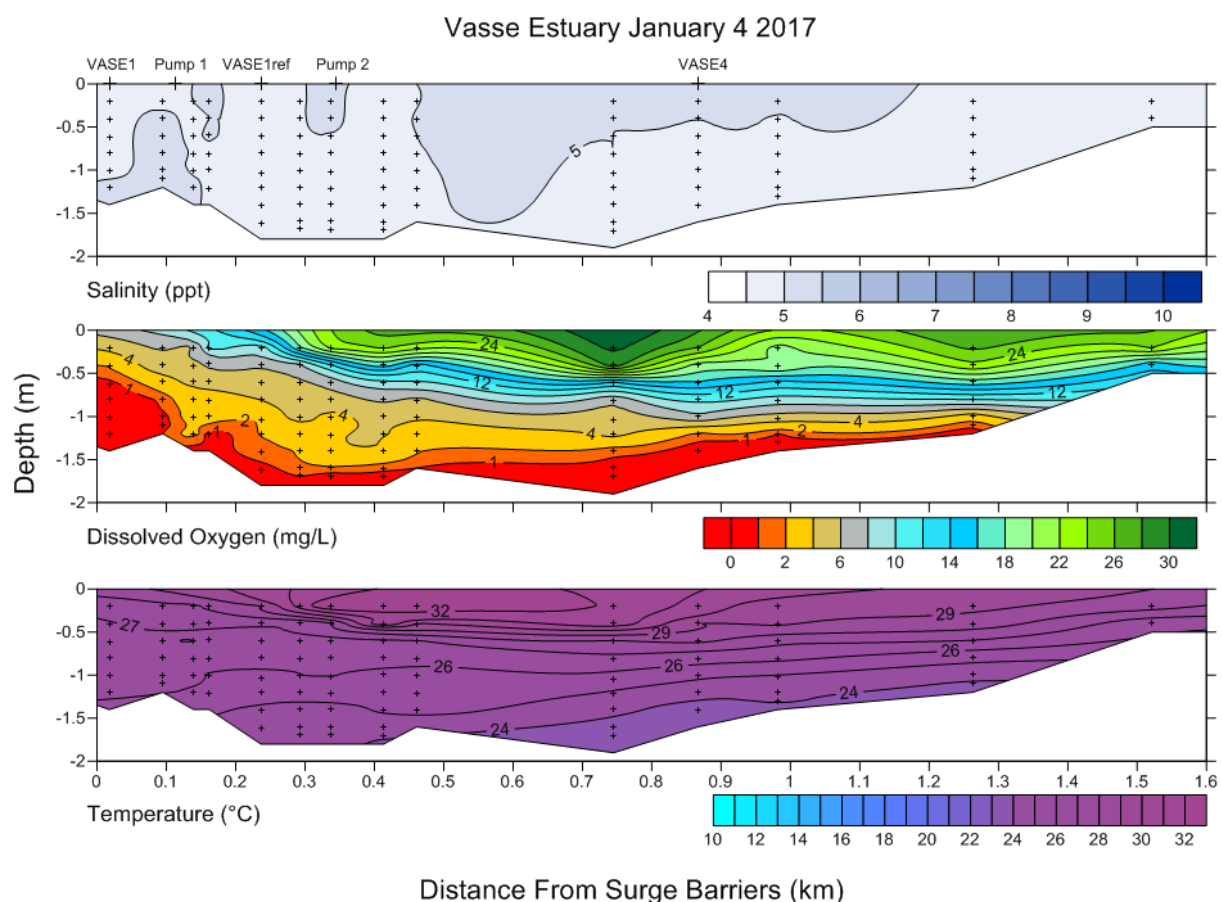 Vasse Estuary January 4 2017
VASE1 Pump 1 VASE1ref Pump 2 VASE4
0
-0.5
-1
-1.5
-2
5
Salinity (ppt)
4 5 6 7 8 9 10
0
-0.5
-1
-1.5
-2
4 1 1 2 4 24 12 4 1 12 1 2 4 24
Depth (m)
Dissolved Oxygen (mg/L)
0 2 6 10 18 22 26 30
0
-0.5
-1
-1.5
-2
27 32 26 24 29 26 29 26 24
0 0.1 0.2 0.3 0.4 0.5 0.6 0.7 0.8 0.9 1 1.1 1.2 1.3 1.4 1.5 1.6
Temperature (°C)
10 12 14 16 18 20 22 24 26 28 30 32
Distance From Surge Barriers (km)